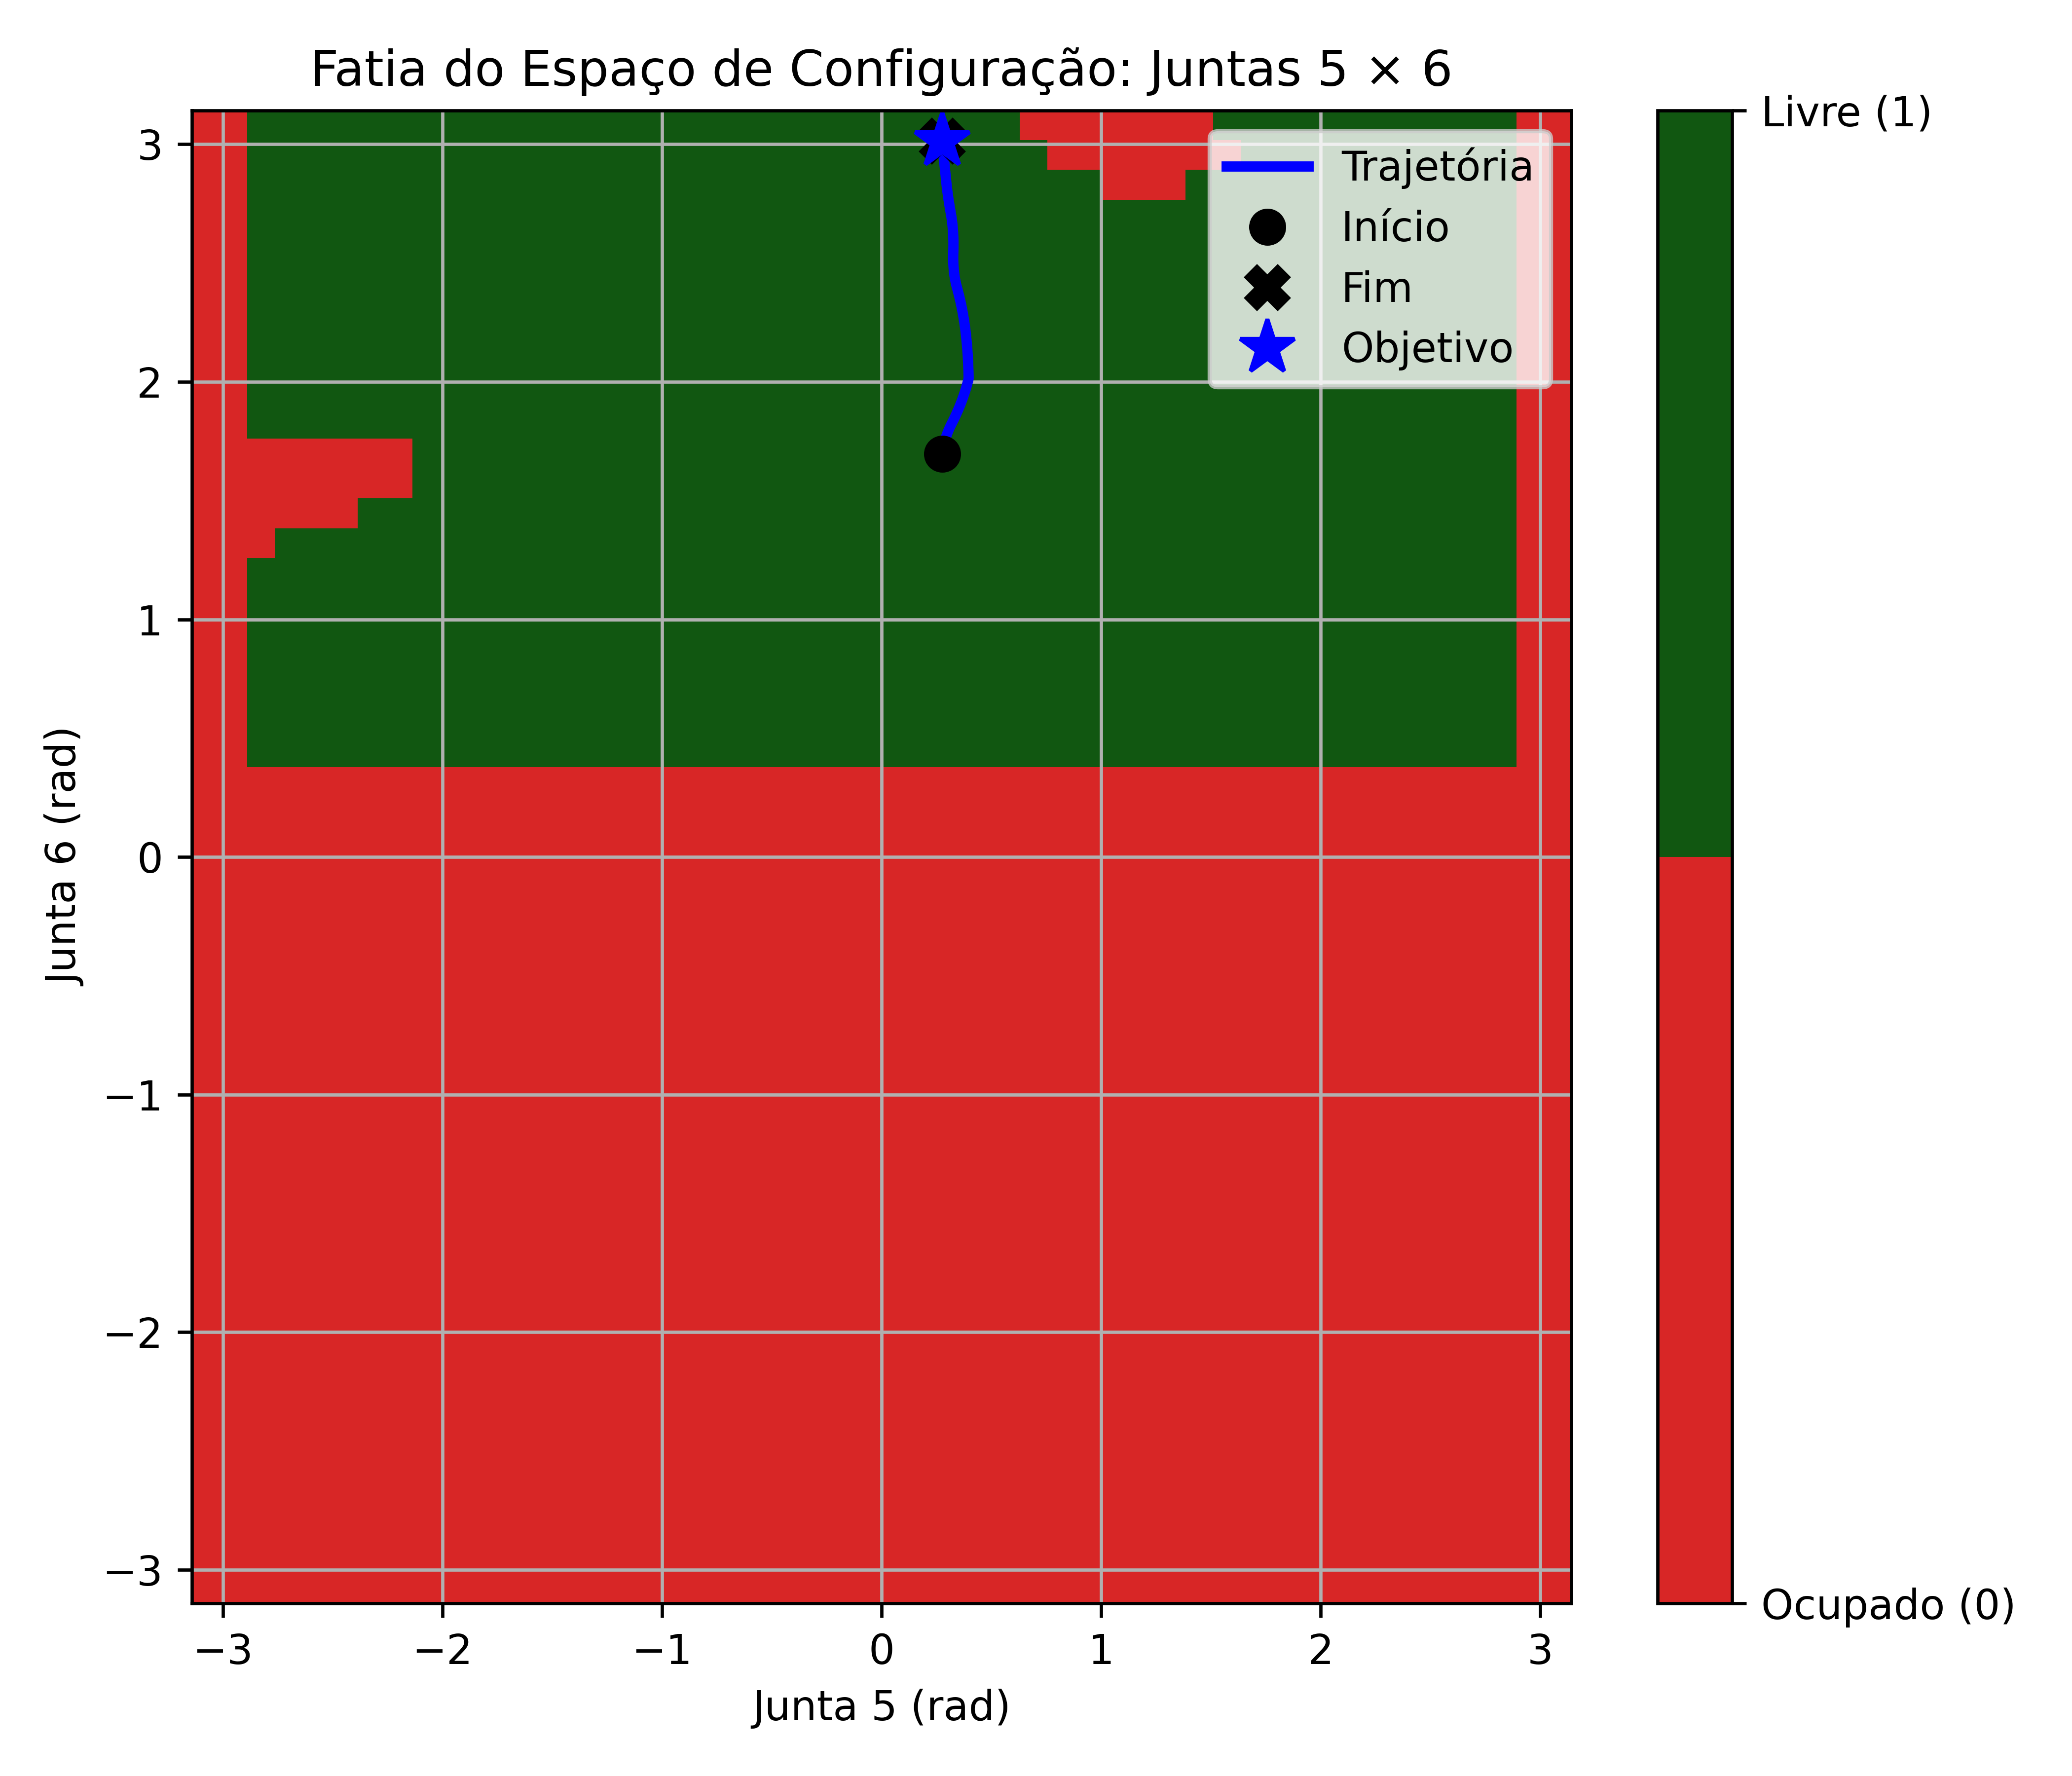 Fatia do Espaço de Configuração: Juntas 5 × 6
Livre (1)
Trajetória
Início
Fim
Objetivo
3
2
1
0
−1
−2
−3
Junta 6 (rad)
Ocupado (0)
−3
−2
−1
0
1
2
3
Junta 5 (rad)